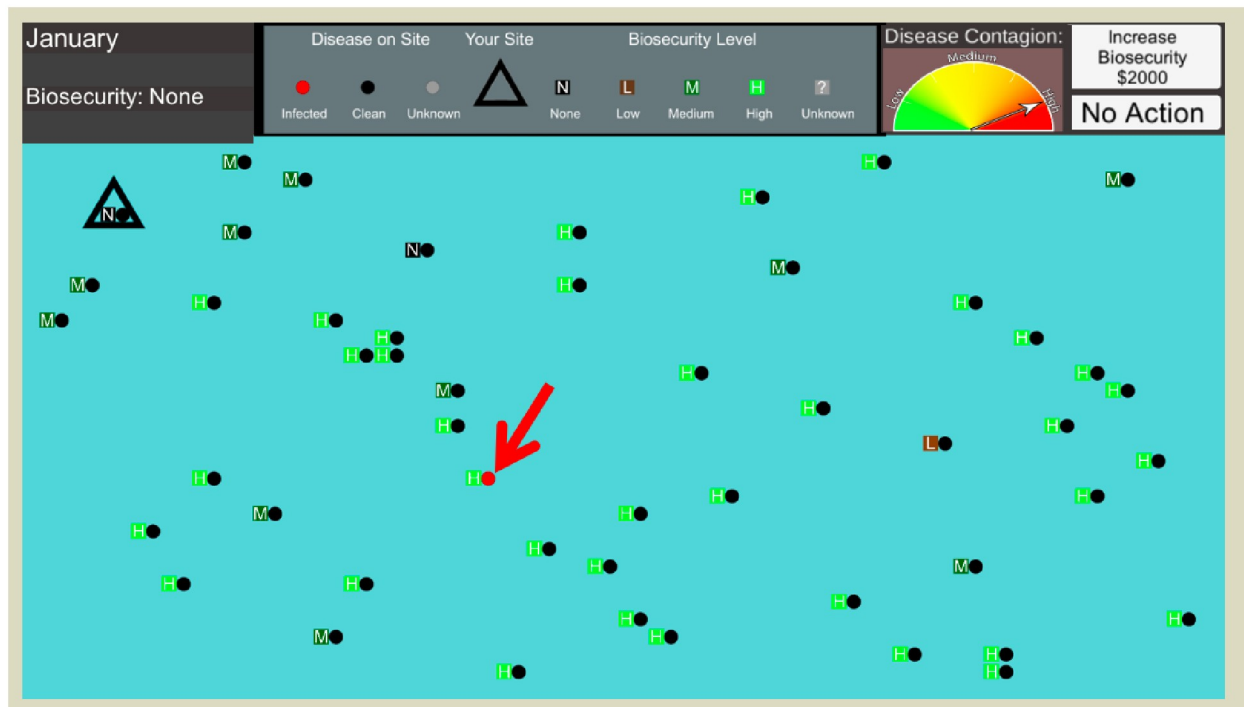 January
Biosecurity: None
Disease on Site Your Site Biosecurity Level
N L M H ?
Infected Clean Unknown None Low Medium High Unknown
Disease Contagion:
Low Medium High
Increase
Biosecurity
$2000
No Action
M H
M M
H
N
M H
N
M
M H
H H
M H
H H
H H
H H
M H
H
H H
L
H
H H
H H
M H
H
H
H M
H H
H
H H
M H
H H
H H